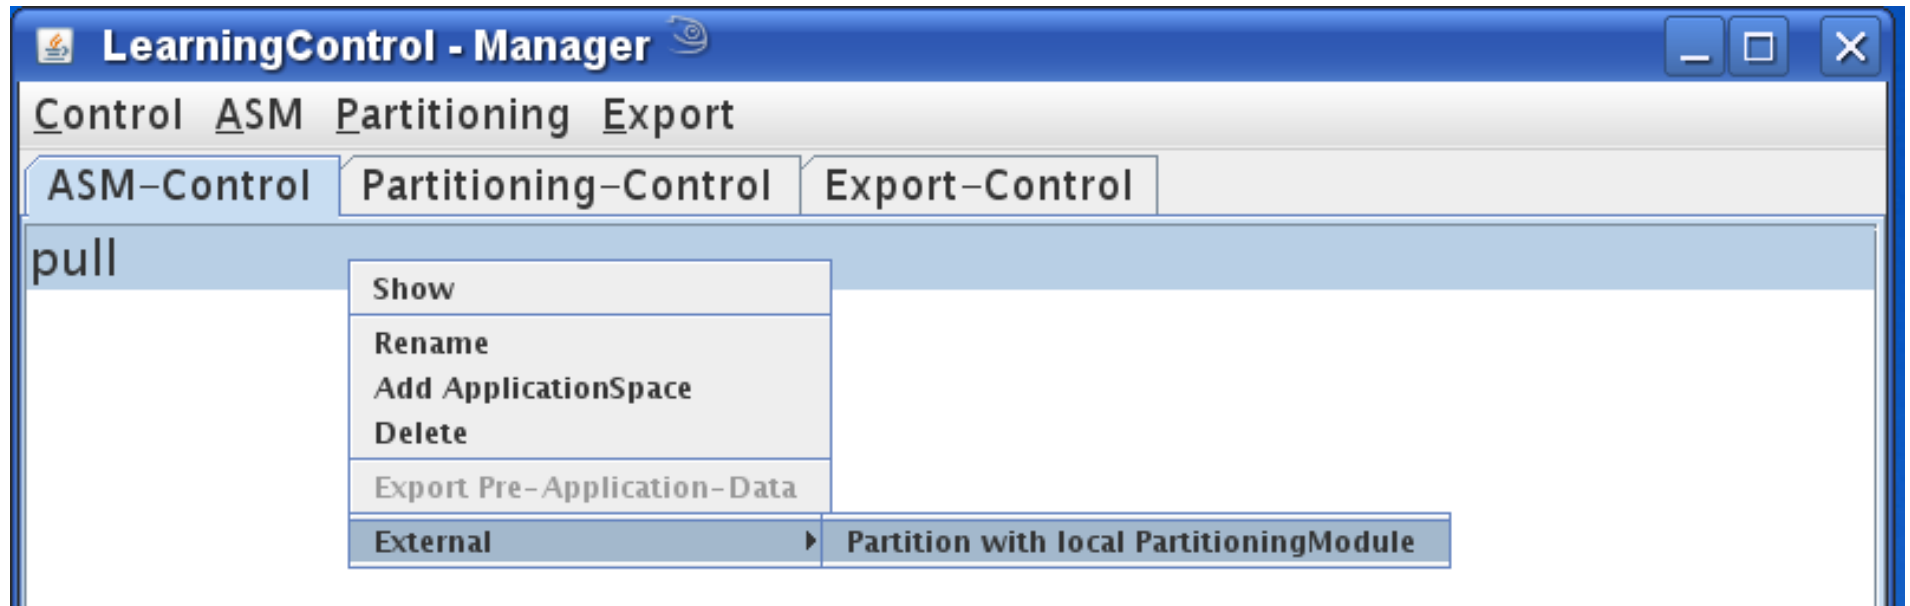 LearningControl - Manager
Control ASM Partitioning Export
ASM-Control Partitioning-Control Export-Control
pull
Show
Rename
Add ApplicationSpace
Delete
Export Pre-Application-Data
External Partition with local PartitioningModule